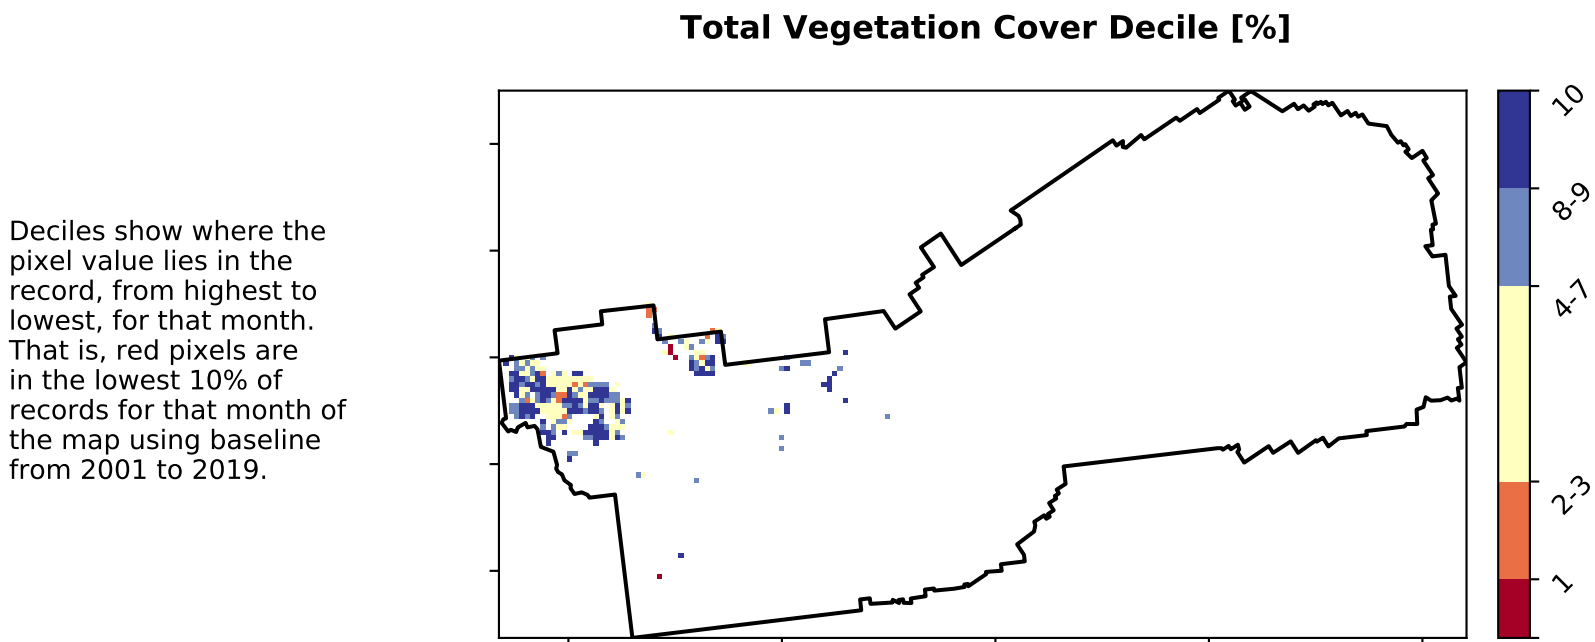 Total Vegetation Cover Decile [%]
Deciles show where the
pixel value lies in the
record, from highest to
lowest, for that month.
That is, red pixels are
in the lowest 10% of
records for that month of
the map using baseline
from 2001 to 2019.
10
8-9
4-7
2-3
1